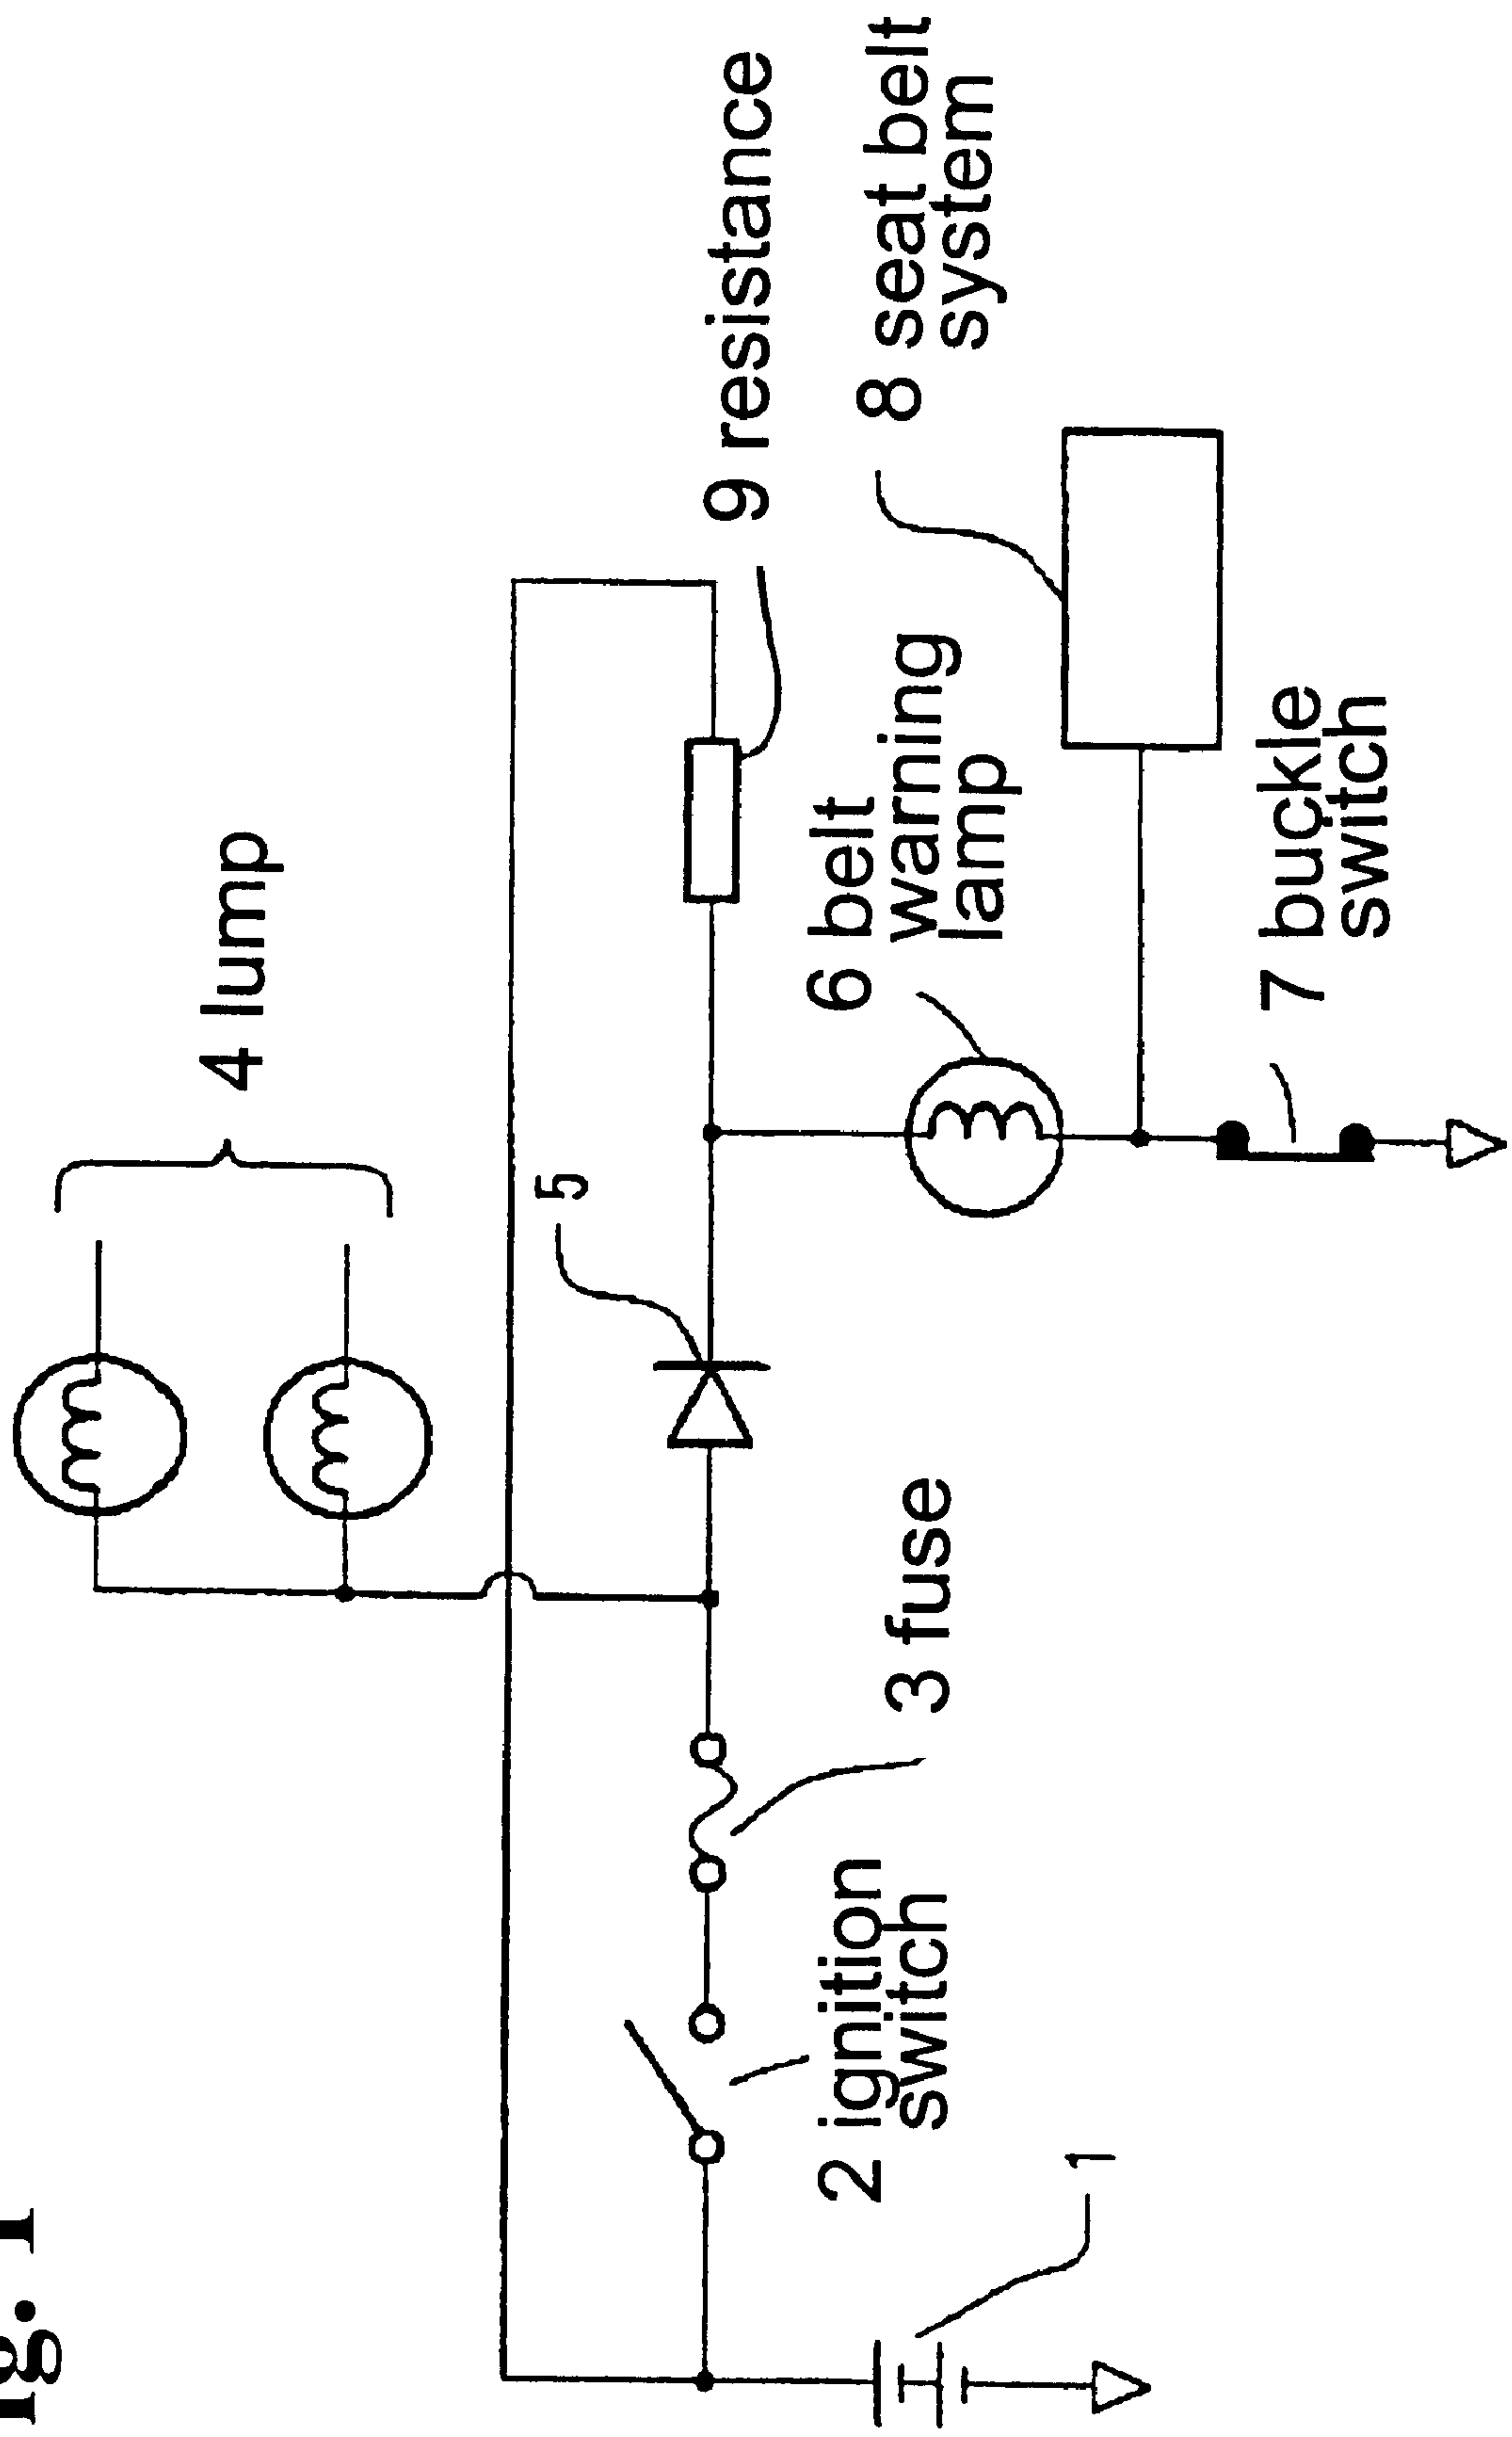 4 lump
5
9 resistance
8 seat belt
system
6 belt
warning
lamp
7 buckle
switch
3 fuse
2 ignition
switch
1